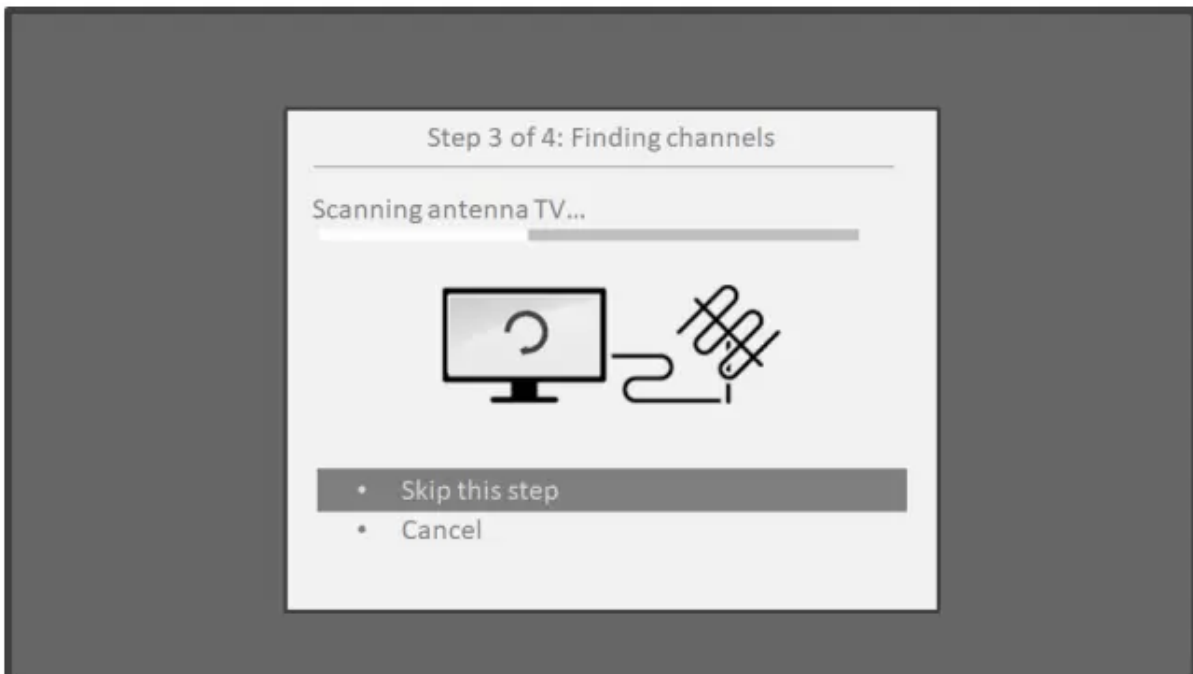 Step 3 of 4: Finding channels
Scanning antenna TV...
• Skip this step
• Cancel